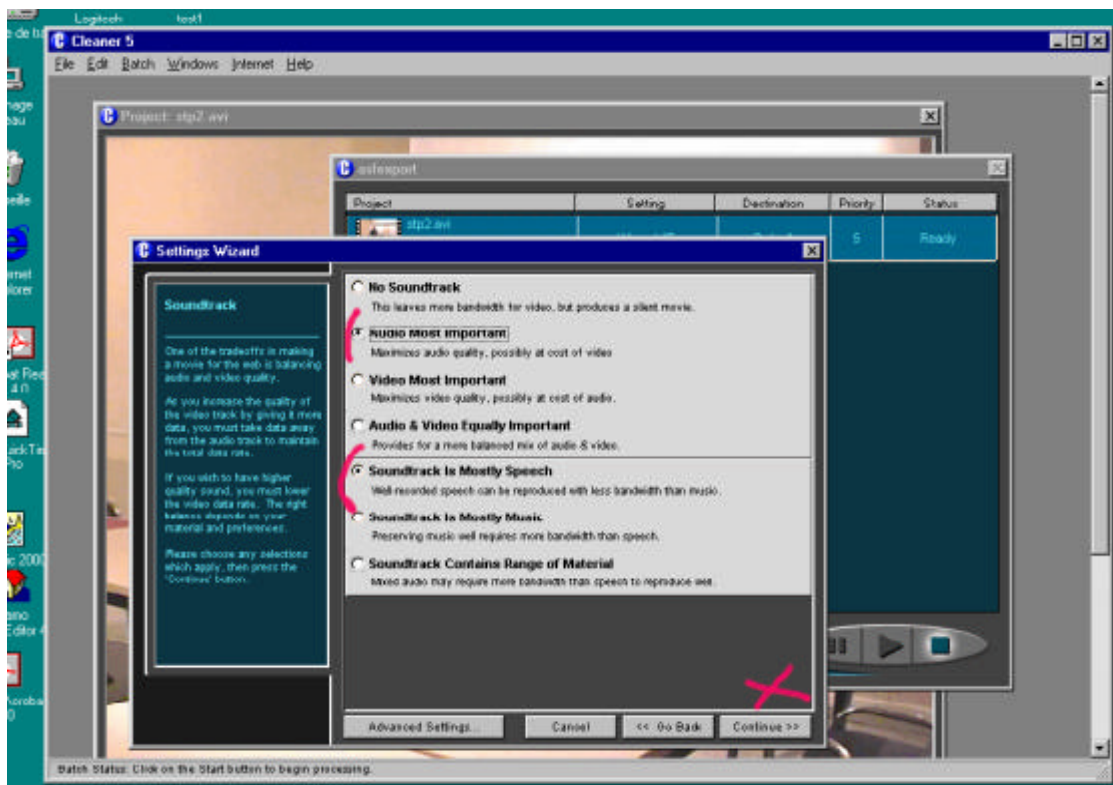 Logitech test1
Cleaner 5
File Edit Batch Windows Internet Help
Project: stp2.avi
asfexport
Project Setting Destination Priority Status
stp2.avi
5 Ready
Settings Wizard
Soundtrack
One of the tradeoffs in making
a movie for the web is balancing
audio and video quality.
As you increase the quality of
the video track by giving it more
data, you must take data away
from the audio track to maintain
the total data rate.
If you wish to have higher
quality sound, you must lower
the video data rate. The right
balance depends on your
material and preferences.
Please choose any selections
which apply, then press the
'Continue' button.
No Soundtrack
This leaves more bandwidth for video, but produces a silent movie.
Audio Most Important
Maximizes audio quality, possibly at cost of video
Video Most Important
Maximizes video quality, possibly at cost of audio.
Audio & Video Equally Important
Provides for a more balanced mix of audio & video.
Soundtrack Is Mostly Speech
Well recorded speech can be reproduced with less bandwidth than music.
Soundtrack Is Mostly Music
Preserving music well requires more bandwidth than speech.
Soundtrack Contains Range of Material
Mixed audio may require more bandwidth than speech to reproduce well.
Advanced Settings... Cancel << Go Back Continue >>
Batch Status: Click on the Start button to begin processing.